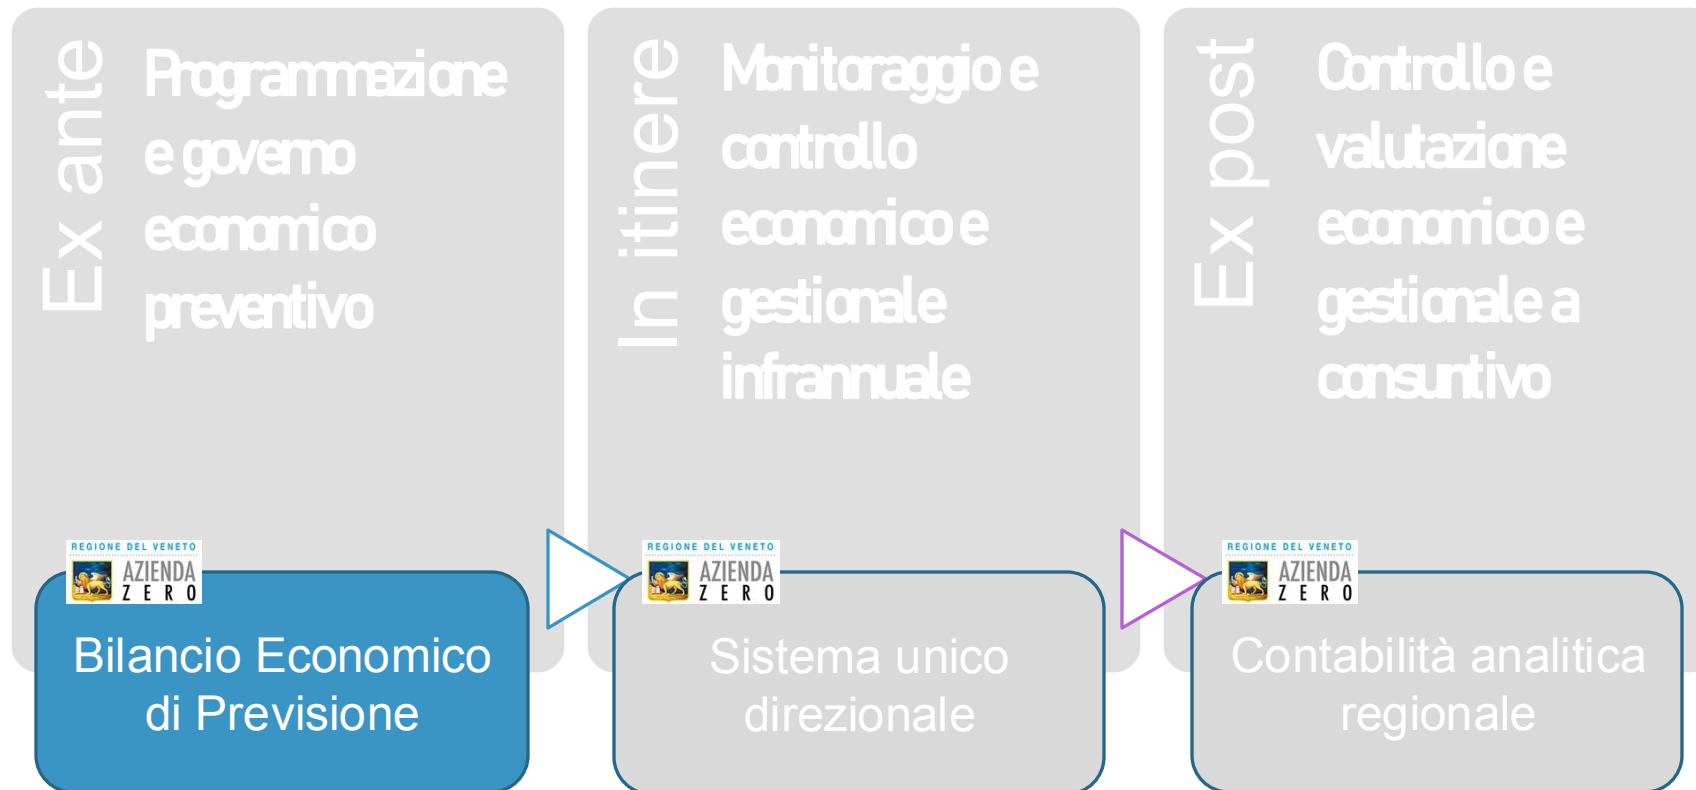 Ex ante
Programmazione
e governo
economico
preventivo
REGIONE DEL VENETO
AZIENDA
ZERO
Bilancio Economico
di Previsione
In itinere
Monitoraggio e
controllo
economico e
gestionale
infrannuale
REGIONE DEL VENETO
AZIENDA
ZERO
Sistema unico
direzionale
Ex post
Controllo e
valutazione
economico e
gestionale a
consuntivo
REGIONE DEL VENETO
AZIENDA
ZERO
Contabilità analitica
regionale